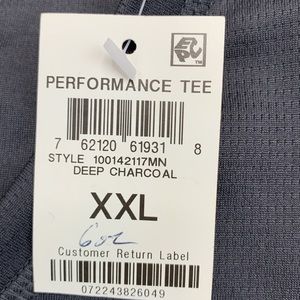 PERFORMANCE TEE
7 62120 61931 8
STYLE 100142117MN
DEEP CHARCOAL
XXL
Customer Return Label
072243826049